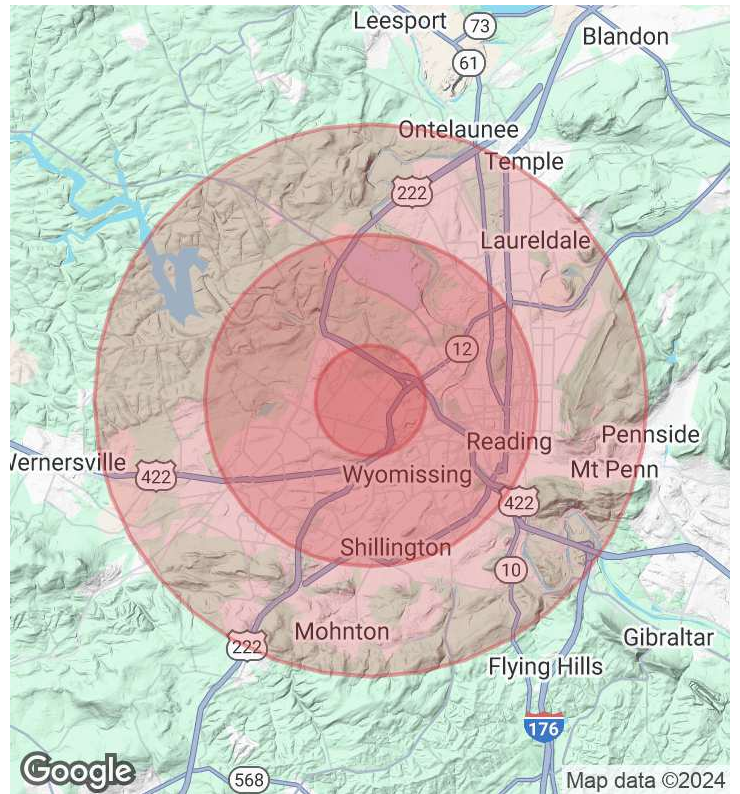 Leesport
73
Blandon
61
Ontelaunee
Temple
222
Laureldale
12
Reading
Pennside
Wernersville
422
Wyomissing
Mt Penn
422
Shillington
10
Mohnton
222
Gibraltar
Flying Hills
176
Google
568
Map data ©2024